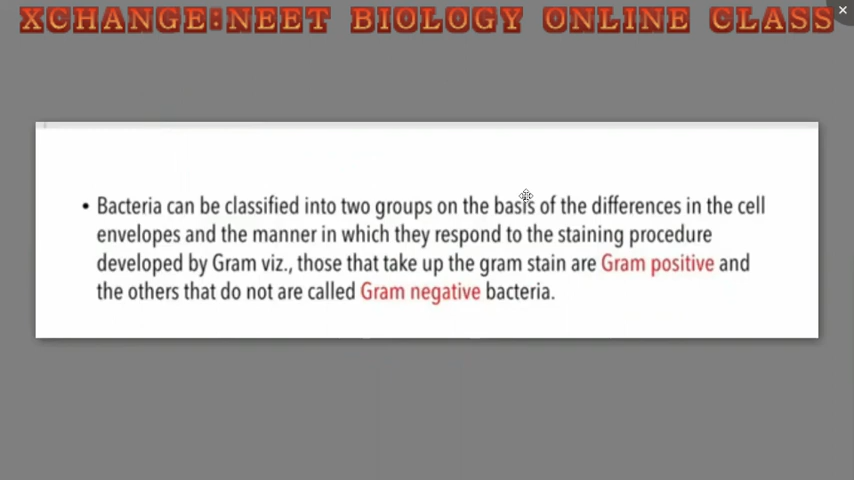 XCHANGE:NEET BIOLOGY ONLINE CLASS
• Bacteria can be classified into two groups on the basis of the differences in the cell
envelopes and the manner in which they respond to the staining procedure
developed by Gram viz., those that take up the gram stain are Gram positive and
the others that do not are called Gram negative bacteria.